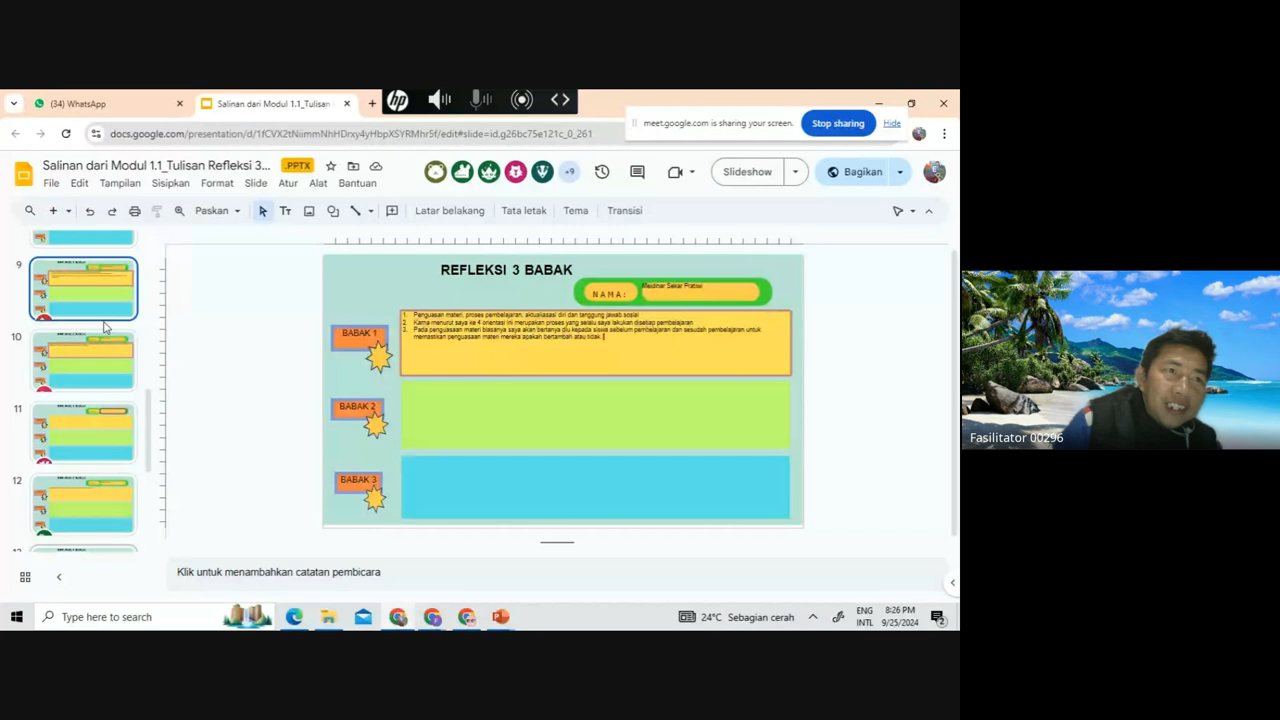 (34) WhatsApp
Salinan dari Modul 1.1_Tulisan
meet.google.com is sharing your screen.
Stop sharing
Hide
docs.google.com/presentation/d/1fCVX2tNiimmNhHDrxy4yHbpXSYRMhr5f/edit#slide=id.g26bc75e121c_0_261
Salinan dari Modul 1.1_Tulisan Refleksi 3...
.PPTX
+9
Slideshow
Bagikan
File Edit Tampilan Sisipkan Format Slide Atur Alat Bantuan
Paskan
Latar belakang
Tata letak
Tema
Transisi
9
10
11
12
REFLEKSI 3 BABAK
NAMA:
Sekar Pratiwi
BABAK 1
1. Penguasan materi, proses pembelajaran, aktualiasasi diri dan tanggung jawab sosial
2. Karna menurut saya ke 4 orientasi ini merupakan proses yang selalu saya lakukan disetiap pembelajaran
3. Pada penguasaan materi biasanya saya akan bertanya dlu kepada siswa sebelum pembelajaran dan sesudah pembelajaran untuk
memastikan penguasaan materi mereka apakah bertambah atau tidak.
BABAK 2
BABAK 3
Klik untuk menambahkan catatan pembicara
Fasilitator 00296
Type here to search
24°C Sebagian cerah
ENG
INTL
8:26 PM
9/25/2024
2